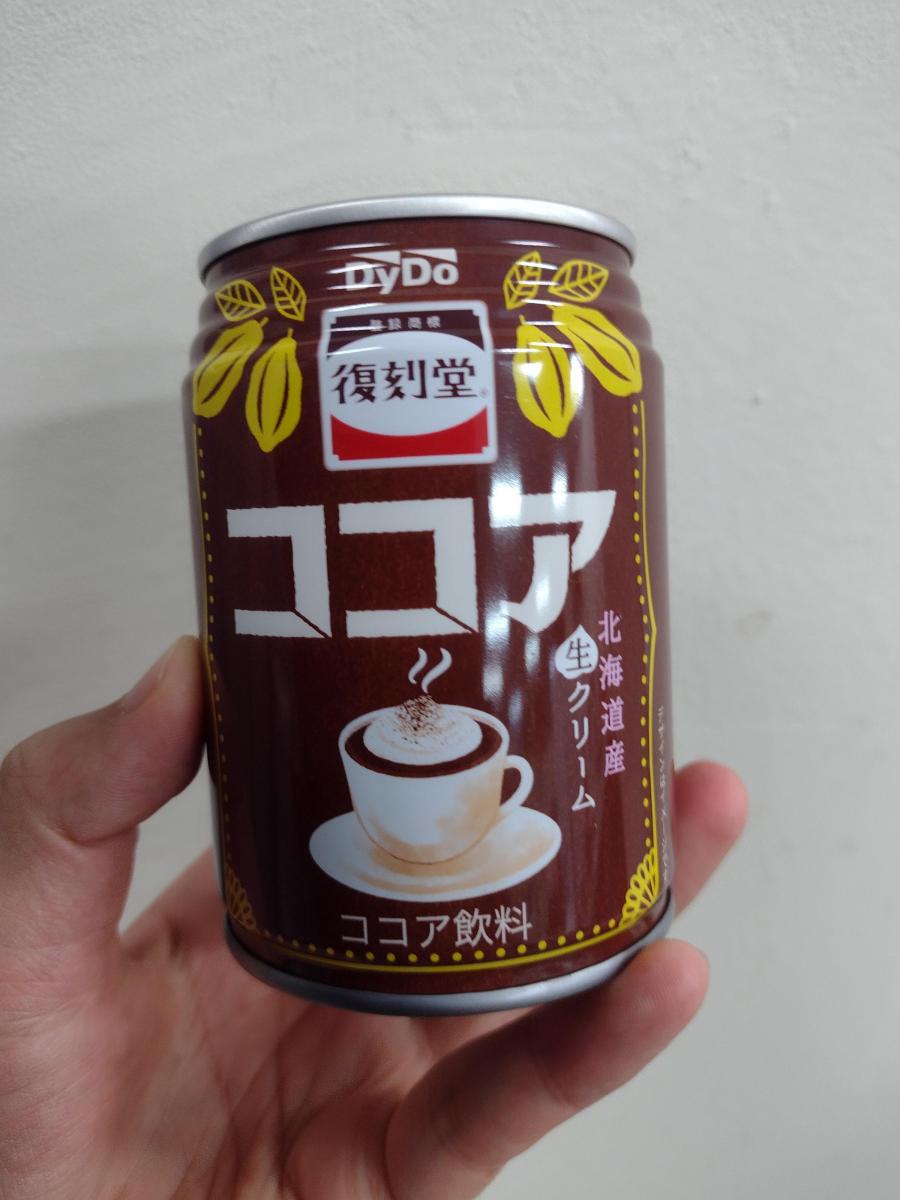 DyDo
登録商標
復刻堂®
ココア
北海道産
生クリーム
ココア飲料